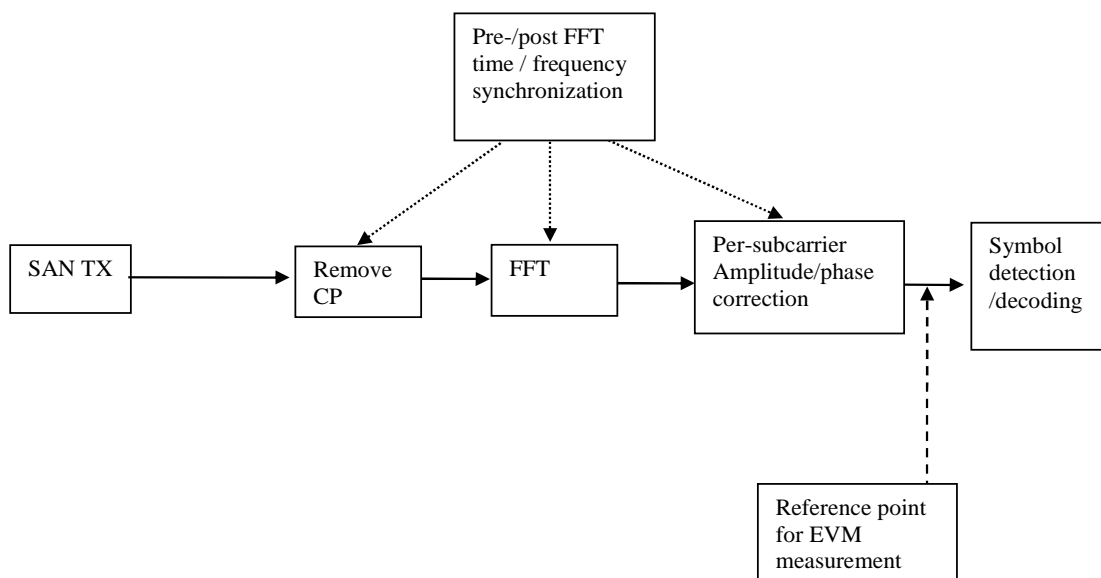 Pre-/post FFT
time / frequency
synchronization
SAN TX
Remove
CP
FFT
Per-subcarrier
Amplitude/phase
correction
Symbol
detection
/decoding
Reference point
for EVM
measurement